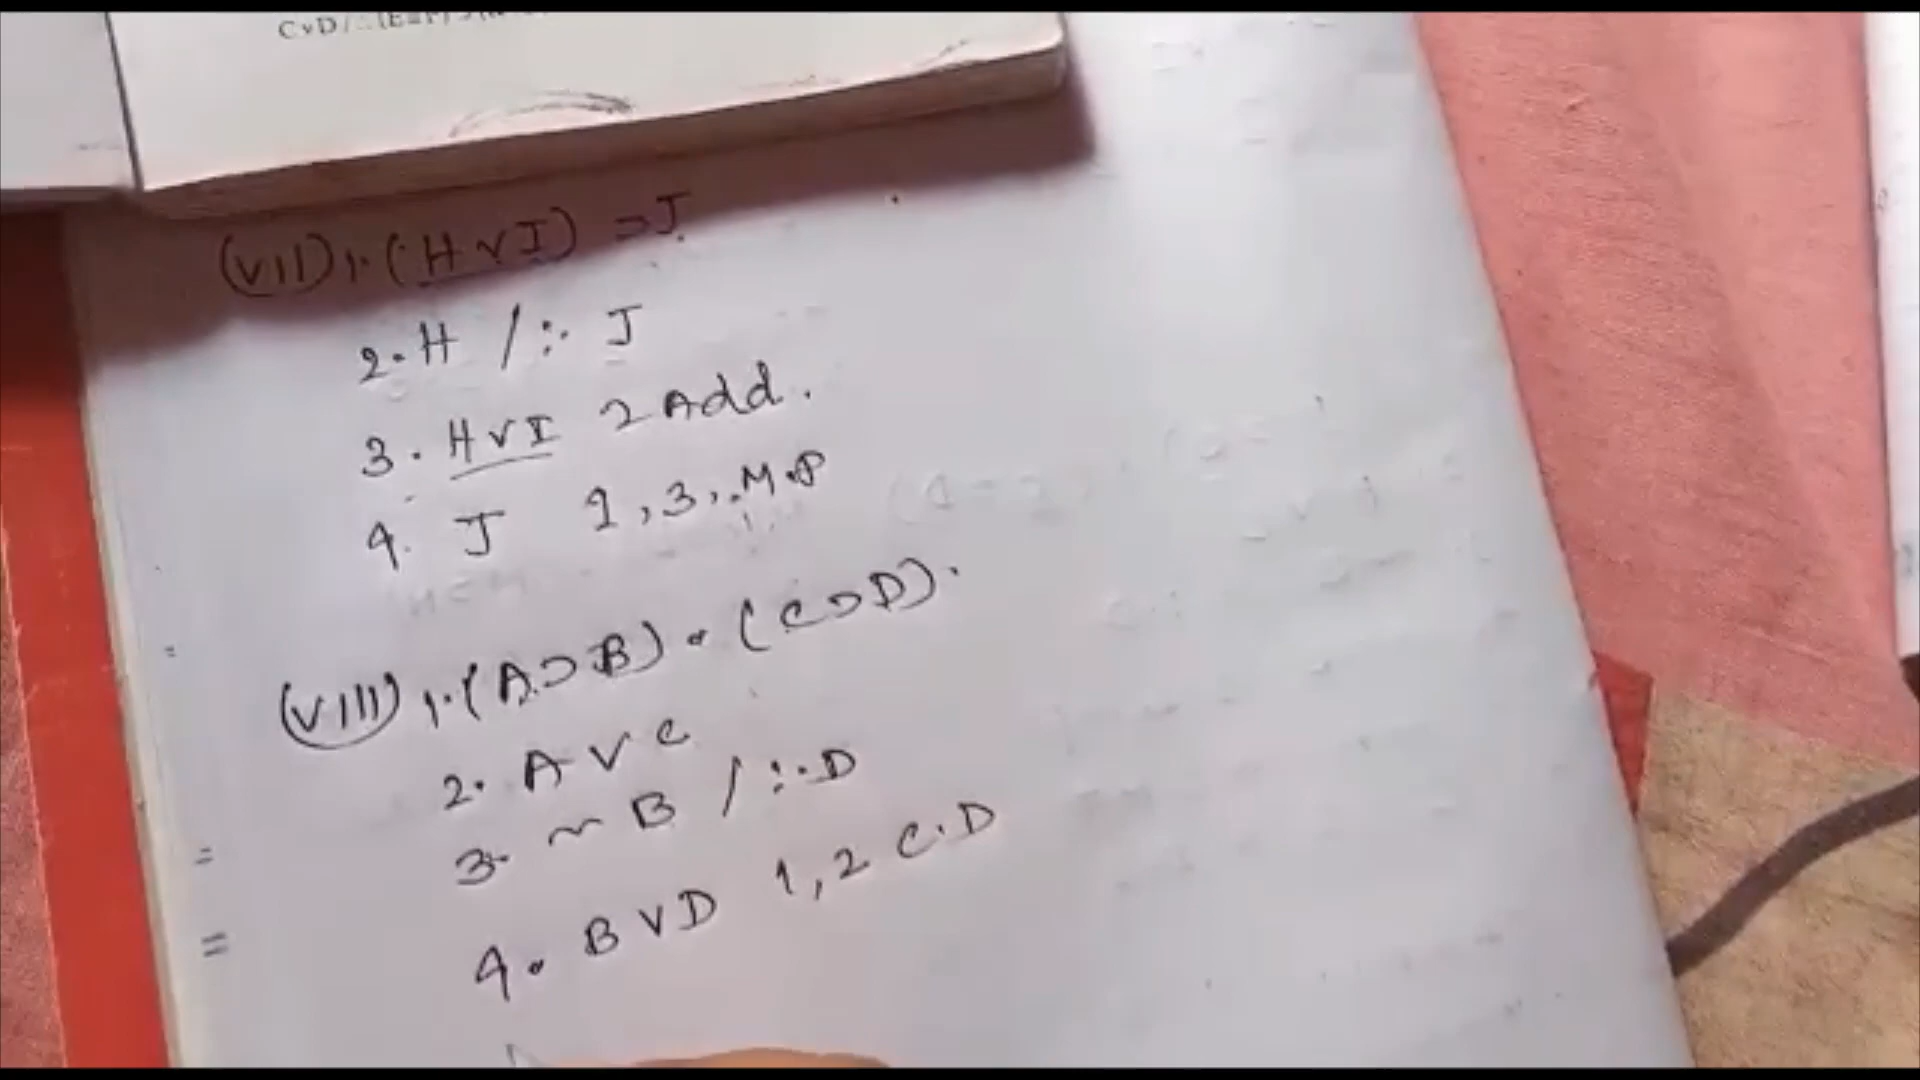 C v D / ∴ (E
(VII) 1. (H v I) ⊃ J.
2. H / ∴ J
3. H v I 2 Add.
4. J 1, 3, M.P
(VIII) 1. (A ⊃ B) • (C ⊃ D).
2. A v C
3. ~ B / ∴ D
4. B v D 1, 2 C.D